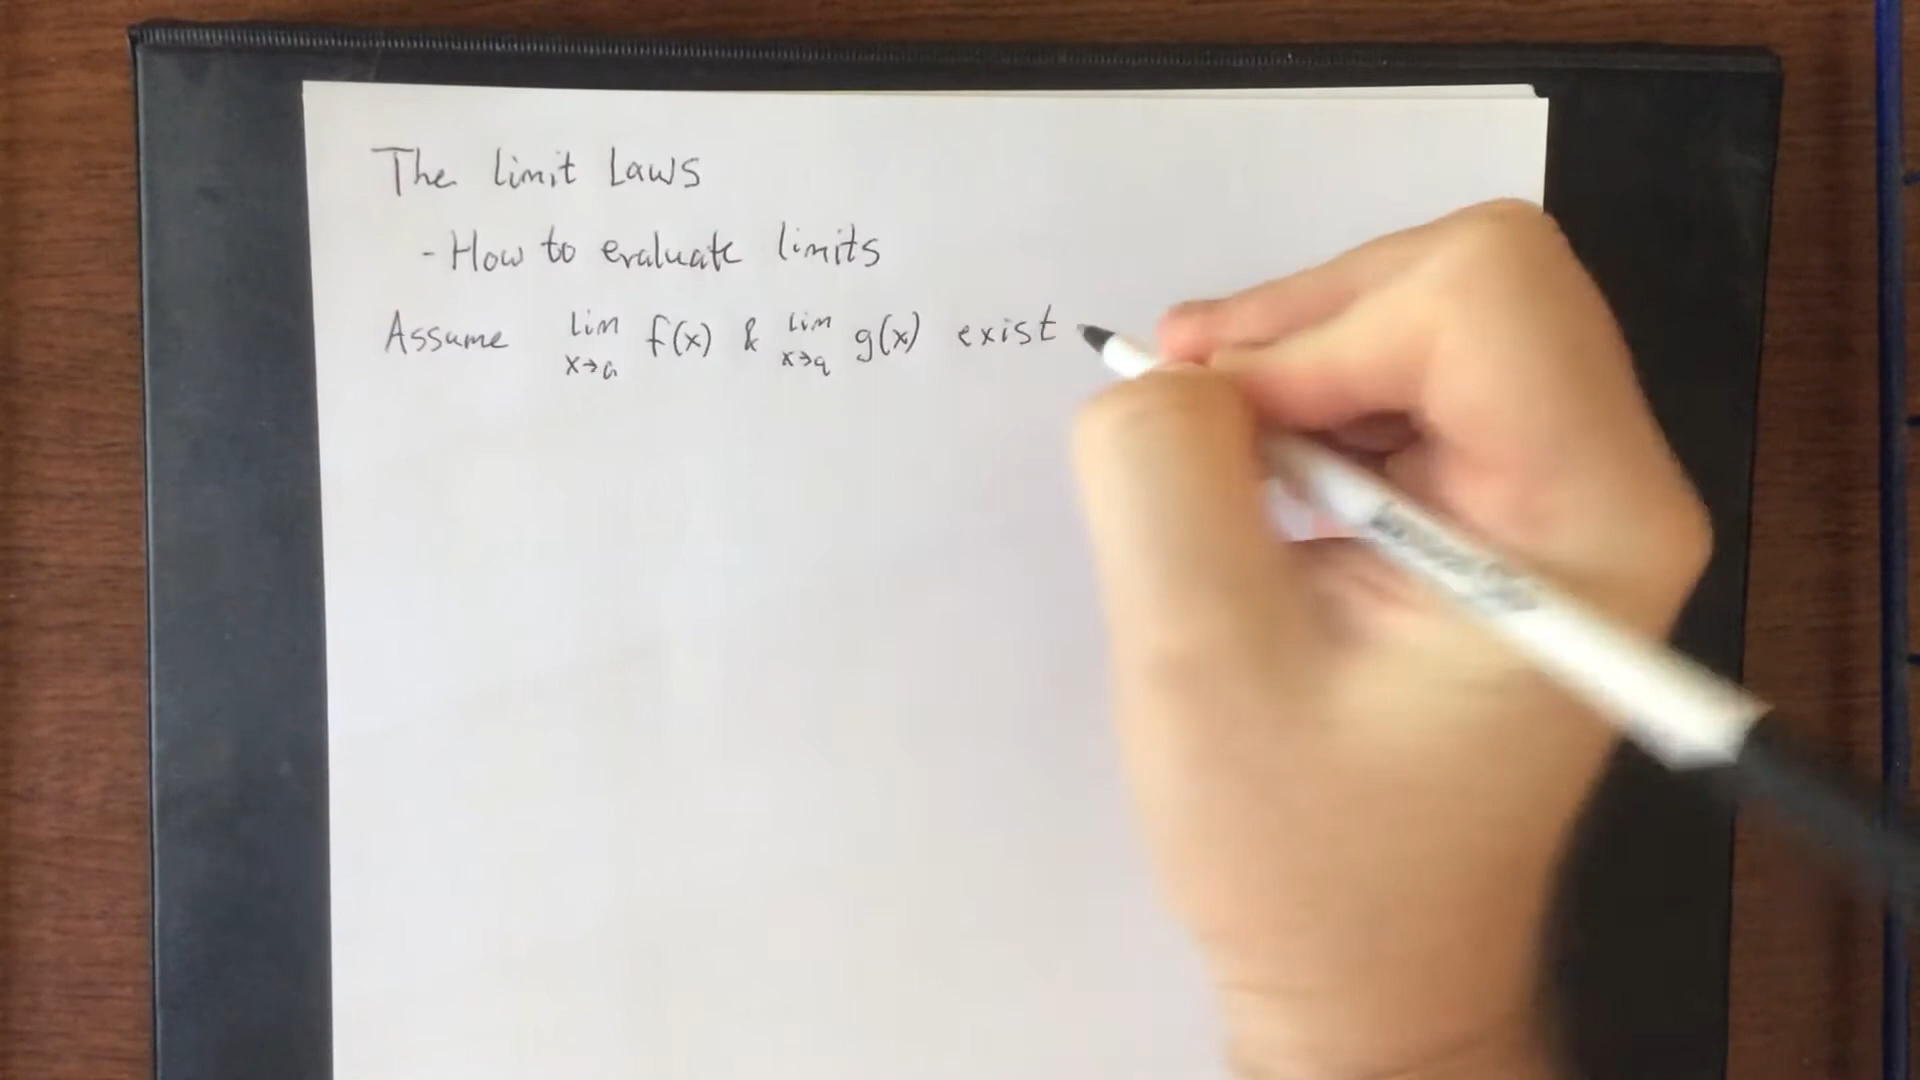 The limit Laws
- How to evaluate limits
Assume lim x→a f(x) & lim x→a g(x) exist